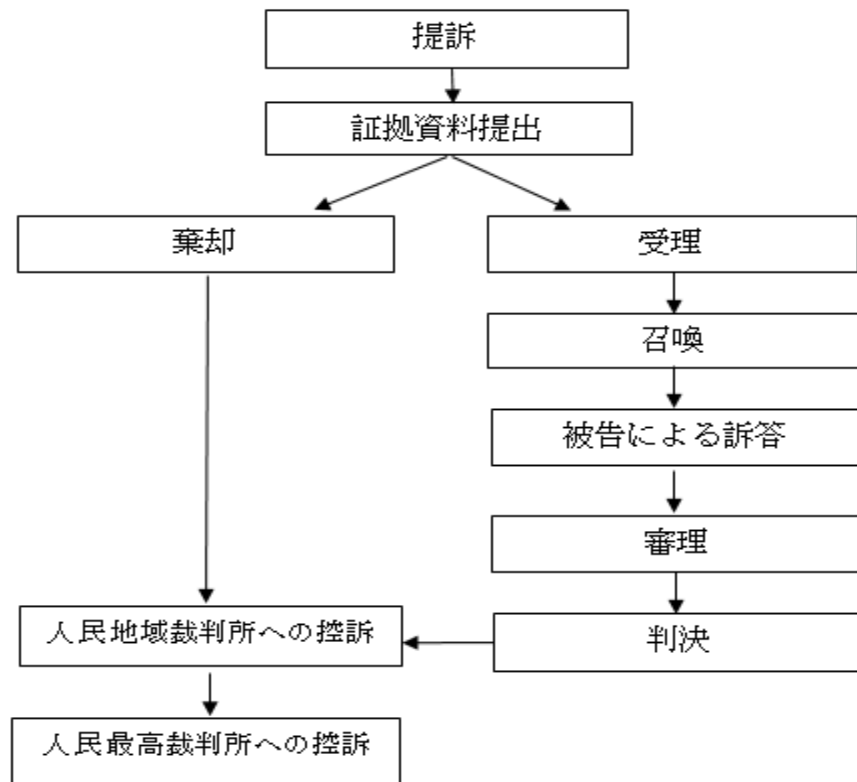 提訴
証拠資料提出
棄却
受理
召喚
被告による訴答
審理
人民地域裁判所への控訴
判決
人民最高裁判所への控訴